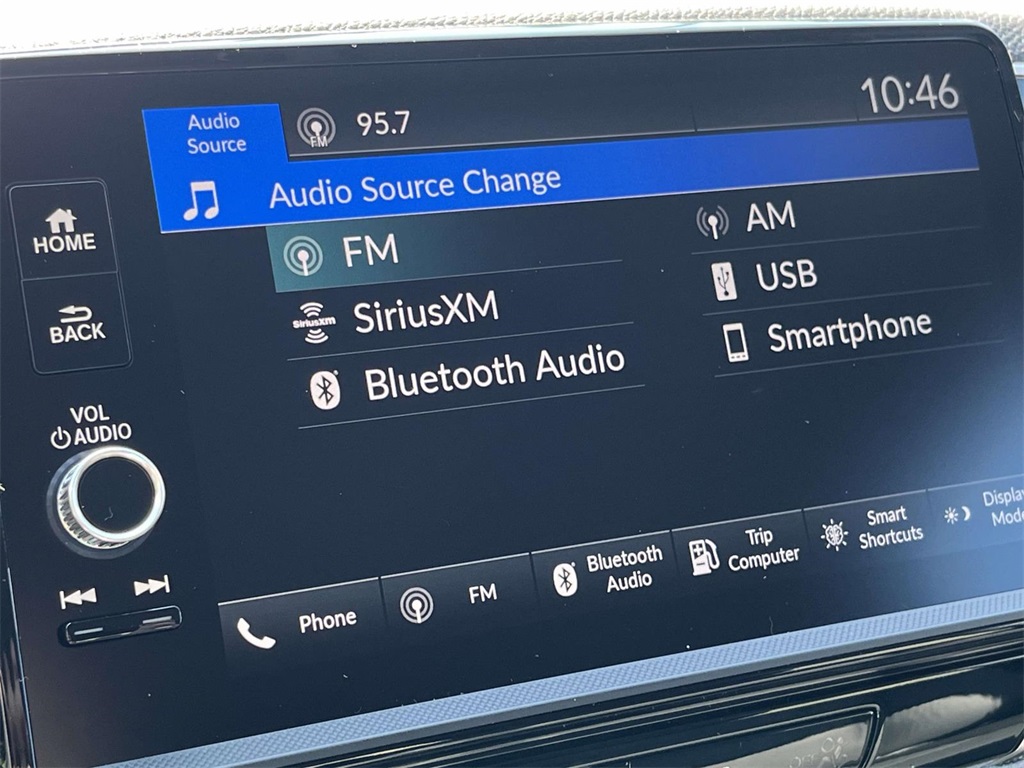 10:46
Audio
Source
FM
95.7
Audio Source Change
HOME
BACK
FM
AM
SiriusXM
SiriusXM
USB
Bluetooth Audio
Smartphone
VOL
AUDIO
Phone
FM
Bluetooth
Audio
Trip
Computer
Smart
Shortcuts
Display
Mode